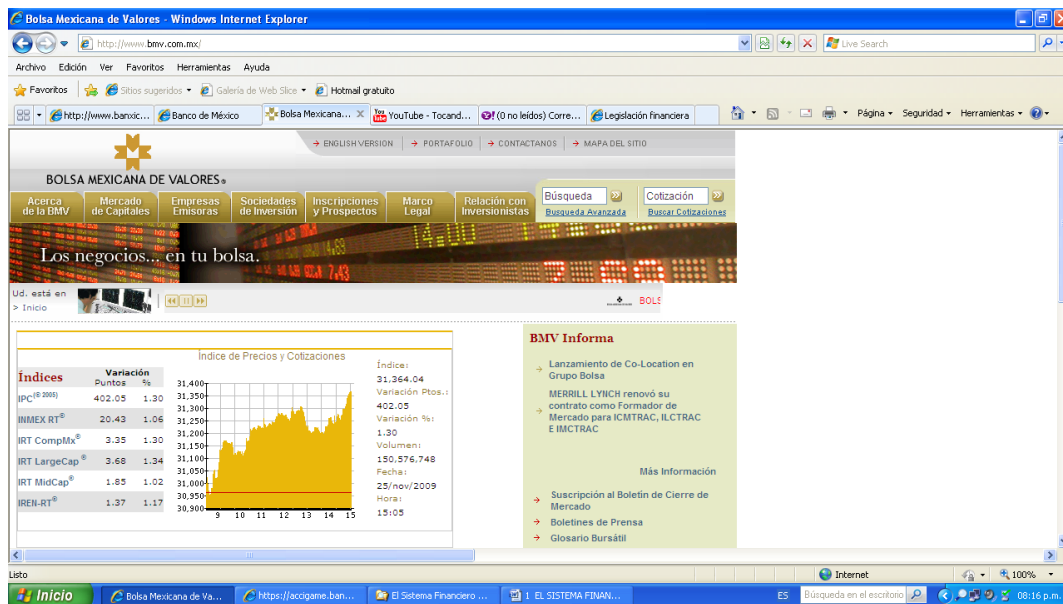 Bolsa Mexicana de Valores - Windows Internet Explorer
http://www.bmv.com.mx/
Live Search
Archivo Edición Ver Favoritos Herramientas Ayuda
Favoritos Sitios sugeridos Galería de Web Slice Hotmail gratuito
http://www.banxic... Banco de México Bolsa Mexicana... YouTube - Tocand... (0 no leídos) Corre... Legislación financiera Página Seguridad Herramientas
→ ENGLISH VERSION | → PORTAFOLIO | → CONTACTANOS | → MAPA DEL SITIO
BOLSA MEXICANA DE VALORES®
Acerca de la BMV
Mercado de Capitales
Empresas Emisoras
Sociedades de Inversión
Inscripciones y Prospectos
Marco Legal
Relación con Inversionistas
Búsqueda
Busqueda Avanzada
Cotización
Buscar Cotizaciones
Los negocios... en tu bolsa.
14.69
7.43
Ud. está en
> Inicio
BOLS
Índices
Variación
Puntos %
IPC(® 2005) 402.05 1.30
INMEX RT® 20.43 1.06
IRT CompMx® 3.35 1.30
IRT LargeCap® 3.68 1.34
IRT MidCap® 1.85 1.02
IREN-RT® 1.37 1.17
Índice de Precios y Cotizaciones
31,400
31,350
31,300
31,250
31,200
31,150
31,100
31,050
31,000
30,950
30,900
9 10 11 12 13 14 15
Índice:
31,364.04
Variación Ptos.:
402.05
Variación %:
1.30
Volumen:
150,576,748
Fecha:
25/nov/2009
Hora:
15:05
BMV Informa
→ Lanzamiento de Co-Location en
Grupo Bolsa
MERRILL LYNCH renovó su
→ contrato como Formador de
Mercado para ICMTRAC, ILCTRAC
E IMCTRAC
Más Información
→ Suscripción al Boletín de Cierre de
Mercado
→ Boletines de Prensa
→ Glosario Bursátil
Listo Internet 100%
Inicio Bolsa Mexicana de Va... https://accigame.ban... El Sistema Financiero ... 1 EL SISTEMA FINAN... ES Búsqueda en el escritorio 08:16 p.m.